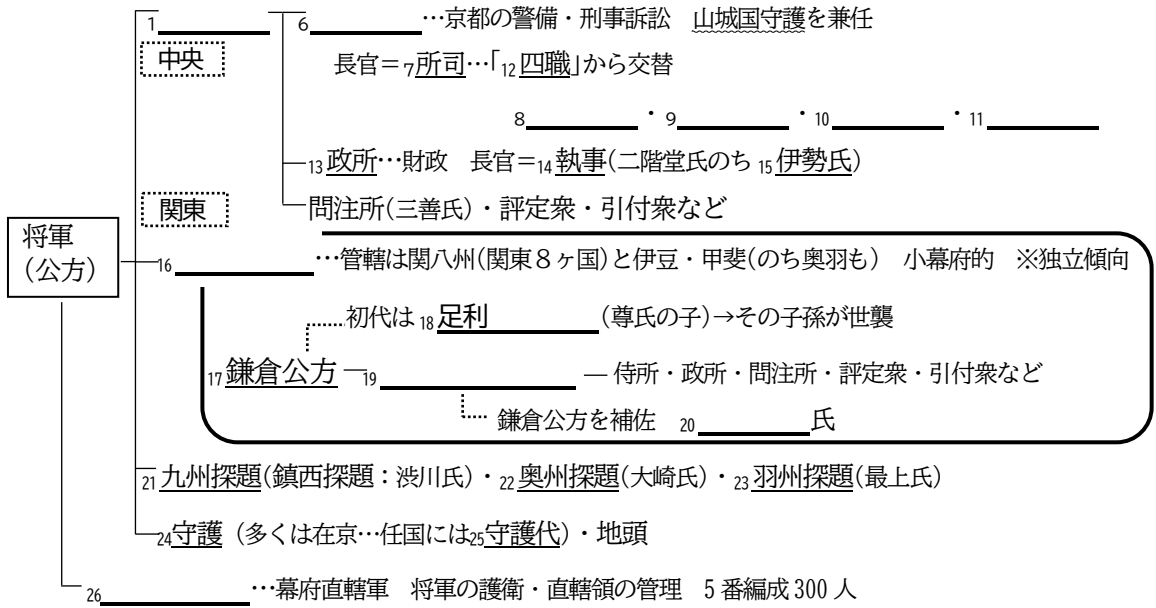 1 6 …京都の警備・刑事訴訟 山城国守護を兼任
中央
長官＝7所司…「12四職」から交替
8 ・9 ・10 ・11
13政所…財政 長官＝14執事(二階堂氏のち 15伊勢氏)
関東
問注所(三善氏)・評定衆・引付衆など
将軍
（公方）
16 …管轄は関八州(関東８ヶ国)と伊豆・甲斐(のち奥羽も) 小幕府的 ※独立傾向
初代は 18足利 (尊氏の子)→その子孫が世襲
17鎌倉公方 ―19 ― 侍所・政所・問注所・評定衆・引付衆など
鎌倉公方を補佐 20 氏
21九州探題(鎮西探題：渋川氏)・22奥州探題(大崎氏)・23羽州探題(最上氏)
24守護（多くは在京…任国には25守護代）・地頭
26 …幕府直轄軍 将軍の護衛・直轄領の管理 5番編成300人